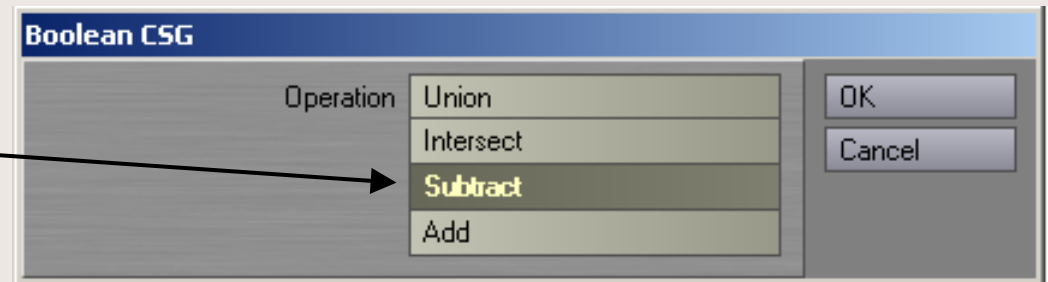 Boolean CSG
Operation
Union
Intersect
Subtract
Add
OK
Cancel